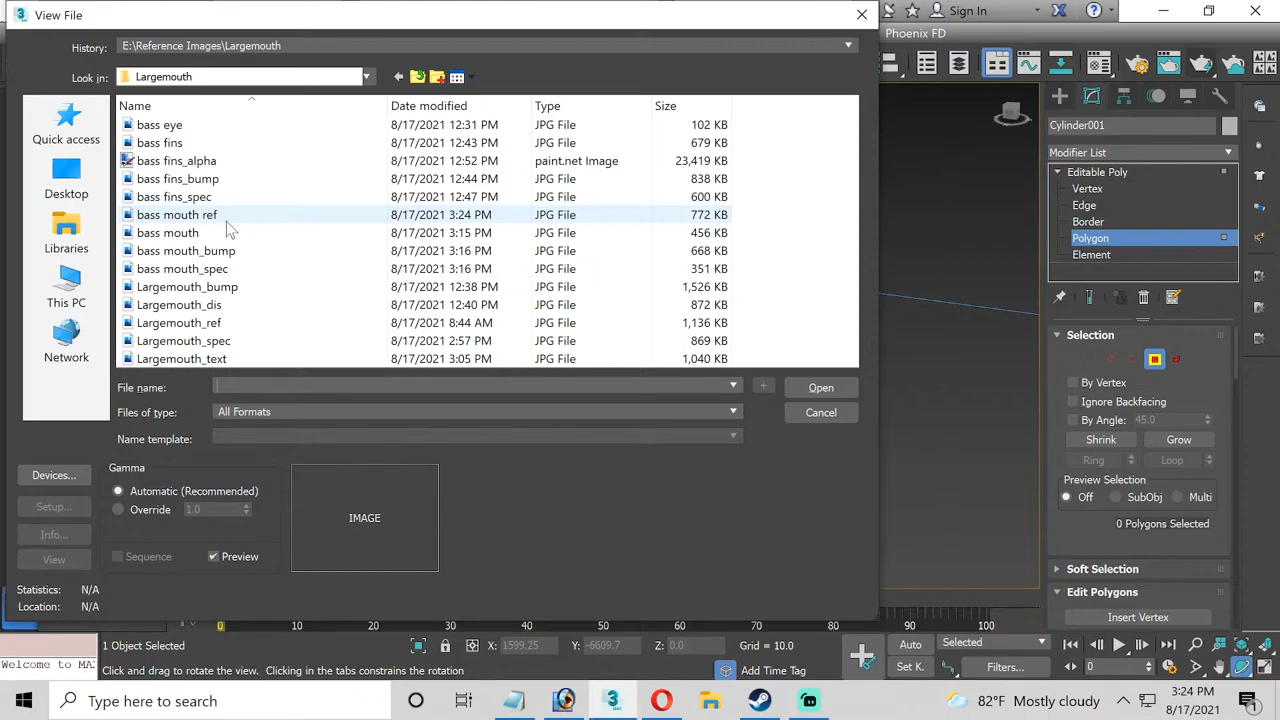 View File
Sign In
History: E:\Reference Images\Largemouth
Phoenix FD
Look in: Largemouth
Name Date modified Type Size
bass eye 8/17/2021 12:31 PM JPG File 102 KB
bass fins 8/17/2021 12:43 PM JPG File 679 KB
bass fins_alpha 8/17/2021 12:52 PM paint.net Image 23,419 KB
bass fins_bump 8/17/2021 12:44 PM JPG File 838 KB
bass fins_spec 8/17/2021 12:47 PM JPG File 600 KB
bass mouth ref 8/17/2021 3:24 PM JPG File 772 KB
bass mouth 8/17/2021 3:15 PM JPG File 456 KB
bass mouth_bump 8/17/2021 3:16 PM JPG File 668 KB
bass mouth_spec 8/17/2021 3:16 PM JPG File 351 KB
Largemouth_bump 8/17/2021 12:38 PM JPG File 1,526 KB
Largemouth_dis 8/17/2021 12:40 PM JPG File 872 KB
Largemouth_ref 8/17/2021 8:44 AM JPG File 1,136 KB
Largemouth_spec 8/17/2021 2:57 PM JPG File 869 KB
Largemouth_text 8/17/2021 3:05 PM JPG File 1,040 KB
Quick access
Desktop
Libraries
This PC
Network
File name:
Open
Files of type: All Formats
Cancel
Name template:
Devices...
Setup...
Info...
View
Gamma
Automatic (Recommended)
Override 1.0
Sequence
Preview
IMAGE
Statistics: N/A
Location: N/A
Cylinder001
Modifier List
Editable Poly
Vertex
Edge
Border
Polygon
Element
Selection
By Vertex
Ignore Backfacing
By Angle: 45.0
Shrink Grow
Ring Loop
Preview Selection
Off SubObj Multi
0 Polygons Selected
Soft Selection
Edit Polygons
Insert Vertex
0 10 20 30 40 50 60 70 80 90 100
1 Object Selected
X: 1599.25 Y: -6609.7 Z: 0.0 Grid = 10.0
Auto Selected
Welcome to MA
Click and drag to rotate the view. Clicking in the tabs constrains the rotation
Add Time Tag
Set K. Filters... 0
Type here to search
82°F Mostly cloudy
3:24 PM
8/17/2021